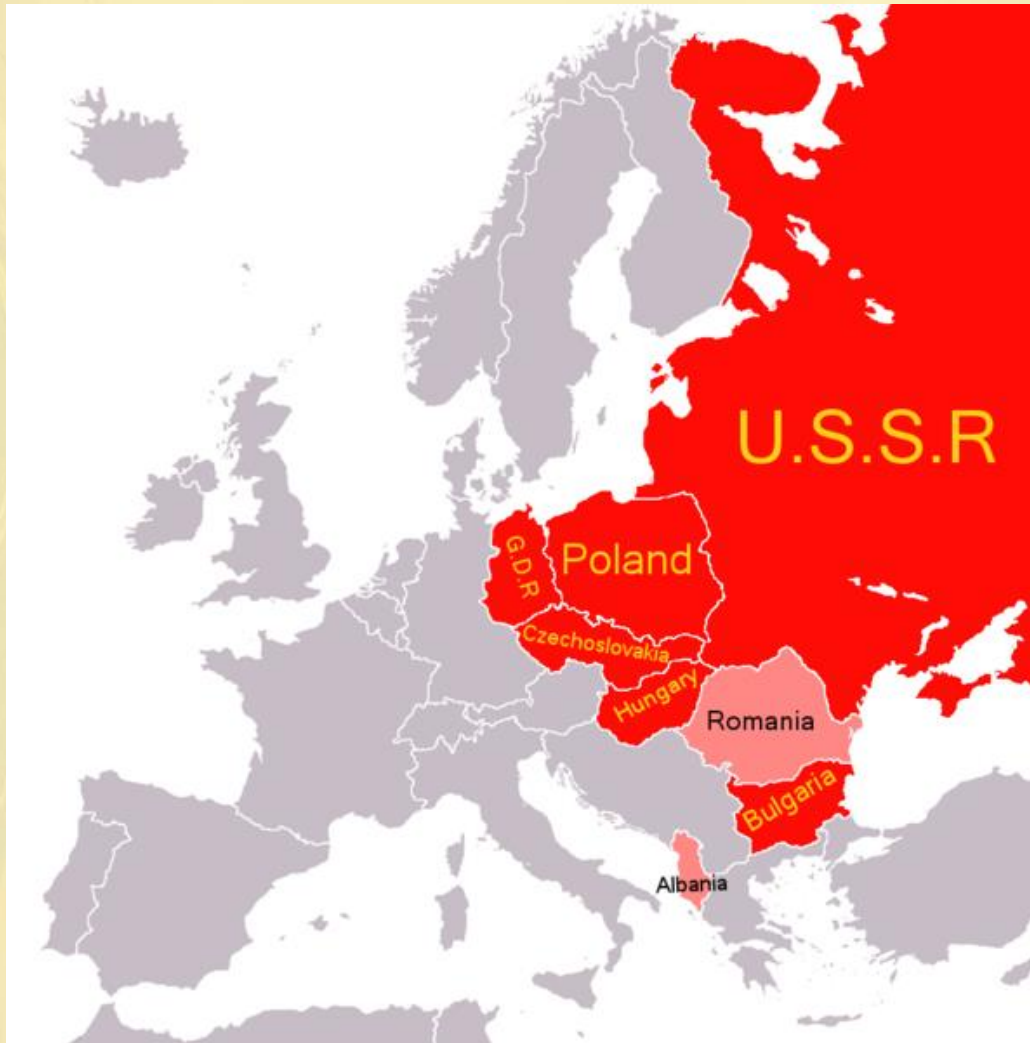 U.S.S.R
G.D.R
Poland
Czechoslovakia
Hungary
Romania
Bulgaria
Albania